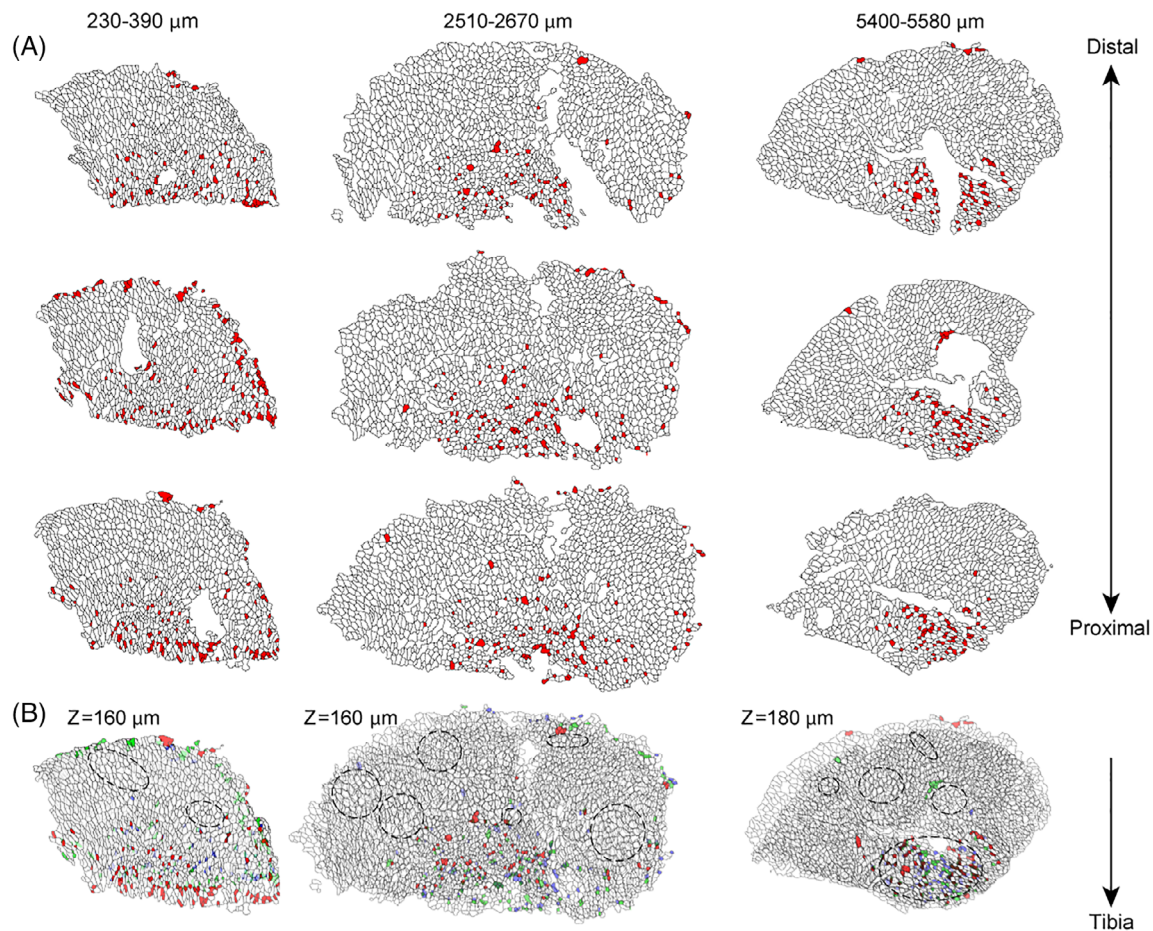 230-390 µm 2510-2670 µm 5400-5580 µm
(A)
Distal
Proximal
(B)
Z=160 µm Z=160 µm Z=180 µm
Tibia